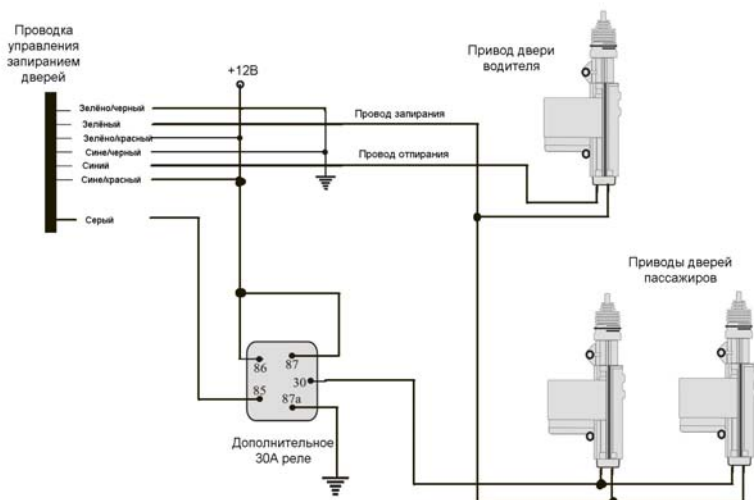 Проводка
управления
запиранием
дверей
+12В
Привод двери
водителя
Зелёно/черный
Зелёный
Зелёно/красный
Сине/черный
Синий
Сине/красный
Серый
Провод запирания
Провод отпирания
Приводы дверей
пассажиров
86
87
30
85
87a
Дополнительное
30А реле